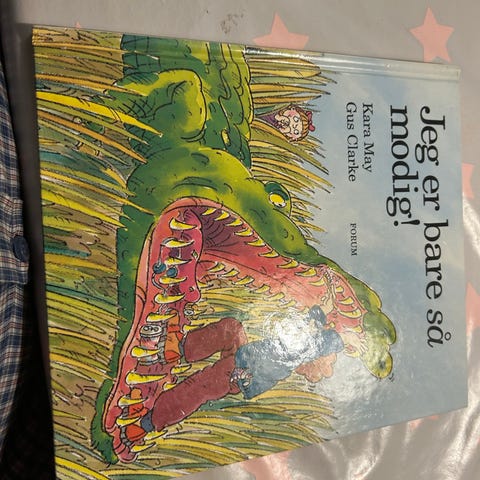 Jeg er bare så
modig!
Kara May
Gus Clarke
FORUM